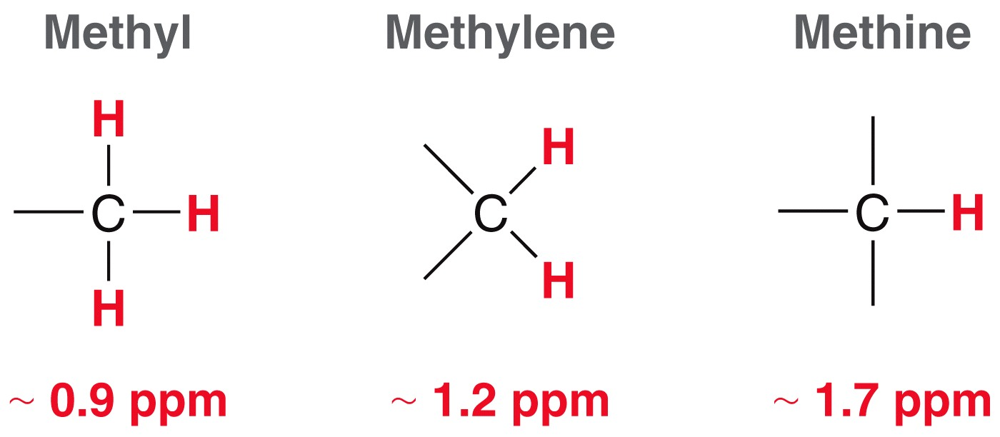 Methyl Methylene Methine
H
H
C H
H
C
H
H
C H
~ 0.9 ppm ~ 1.2 ppm ~ 1.7 ppm